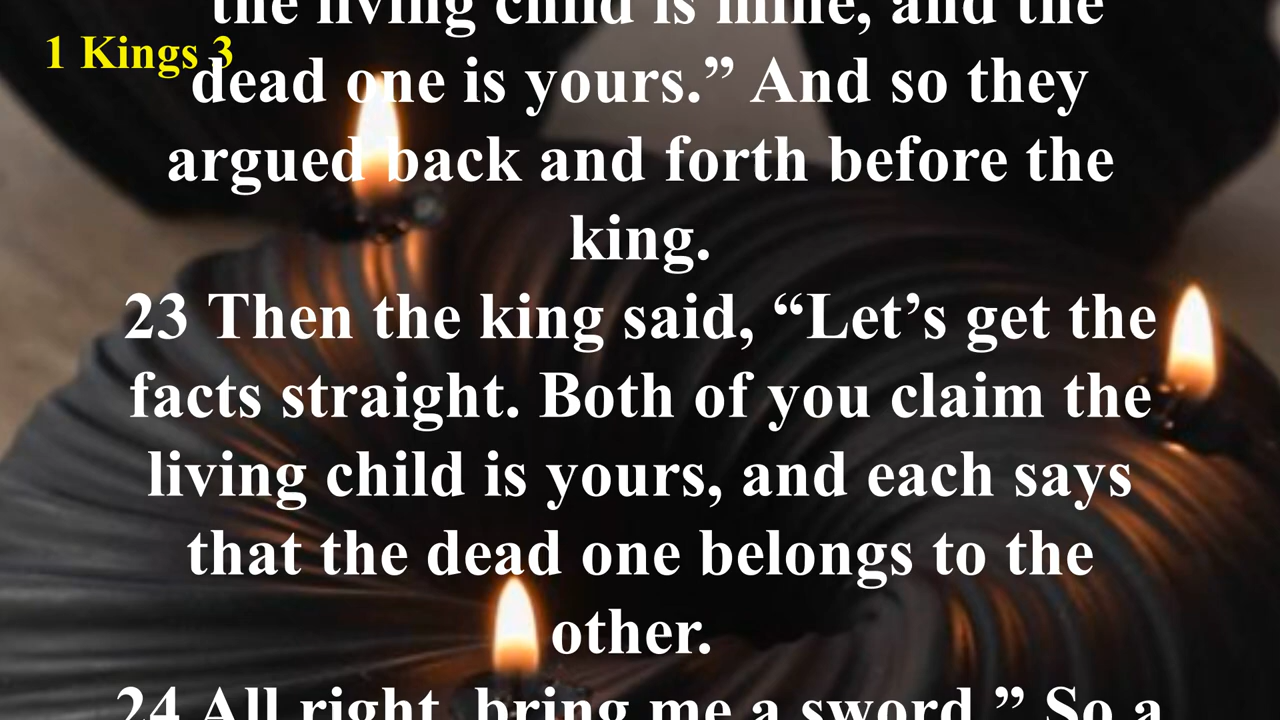 the living child is mine, and the
1 Kings 3
dead one is yours.” And so they
argued back and forth before the
king.
23 Then the king said, “Let’s get the
facts straight. Both of you claim the
living child is yours, and each says
that the dead one belongs to the
other.
24 All right, bring me a sword.” So a